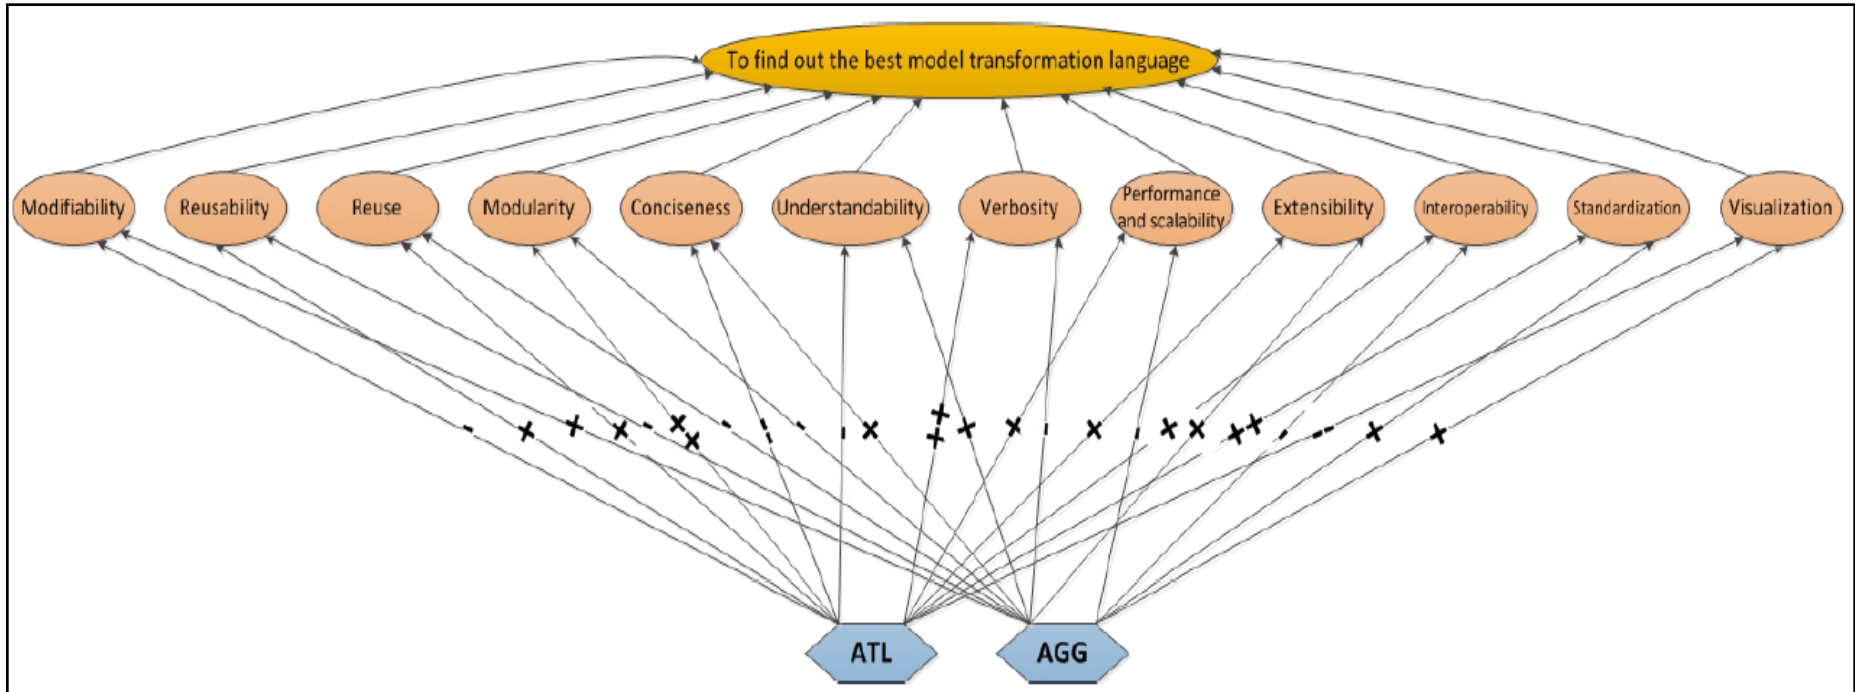 To find out the best model transformation language
Modifiability
Reusability
Reuse
Modularity
Conciseness
Understandability
Verbosity
Performance
and scalability
Extensibility
Interoperability
Standardization
Visualization
ATL
AGG